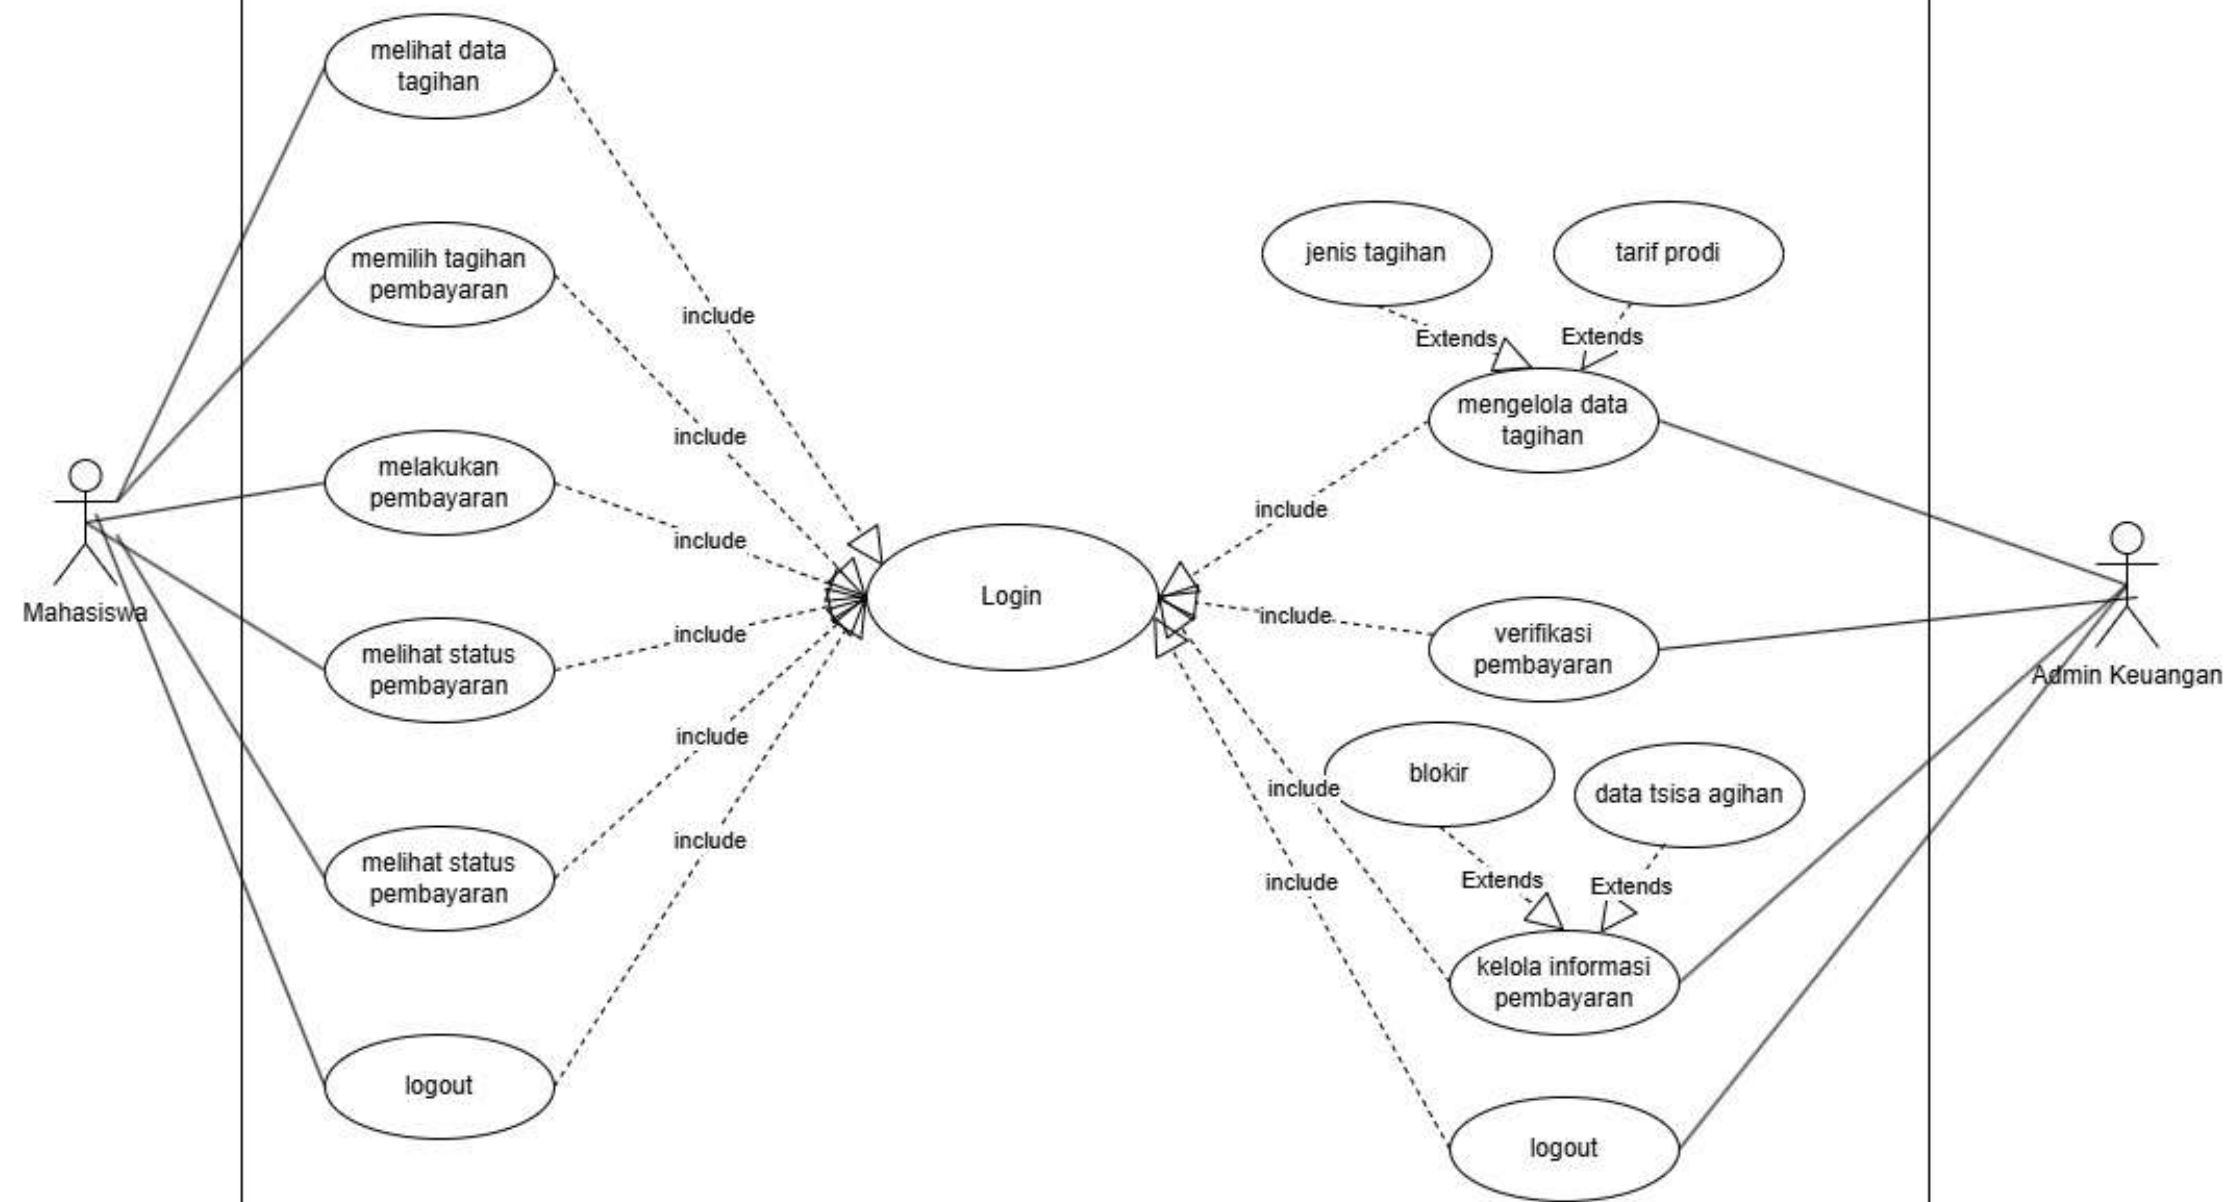 melihat data
tagihan
memilih tagihan
pembayaran
melakukan
pembayaran
melihat status
pembayaran
melihat status
pembayaran
logout
Mahasiswa
include
include
include
include
include
include
Login
jenis tagihan
tarif prodi
Extends
Extends
mengelola data
tagihan
include
include
verifikasi
pembayaran
include
blokir
data tsisa agihan
include
Extends
Extends
kelola informasi
pembayaran
logout
Admin Keuangan